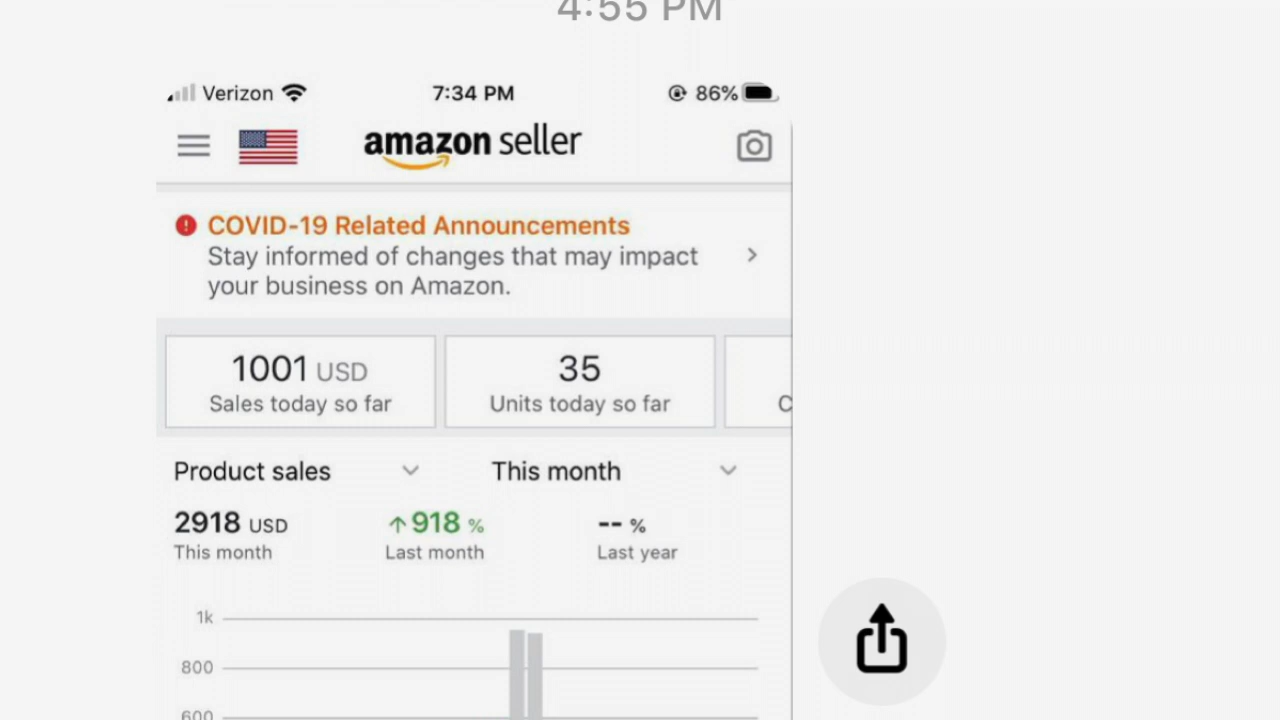 4:55 PM
Verizon 7:34 PM 86%
amazon seller
COVID-19 Related Announcements
Stay informed of changes that may impact
your business on Amazon.
1001 USD 35
Sales today so far Units today so far C
Product sales This month
2918 USD ↑918 % -- %
This month Last month Last year
1k
800
600